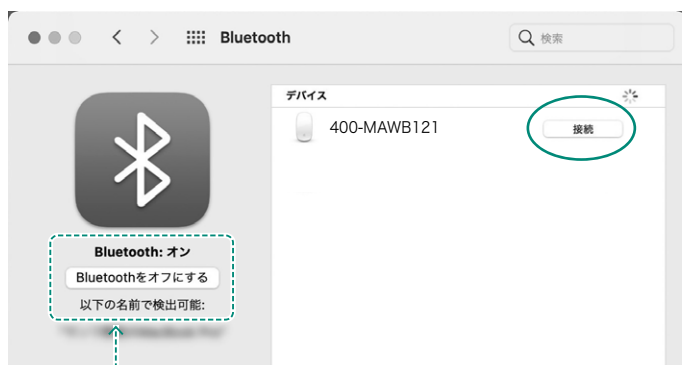 Bluetooth
検索
デバイス
400-MAWB121
接続
Bluetooth: オン
Bluetoothをオフにする
以下の名前で検出可能: